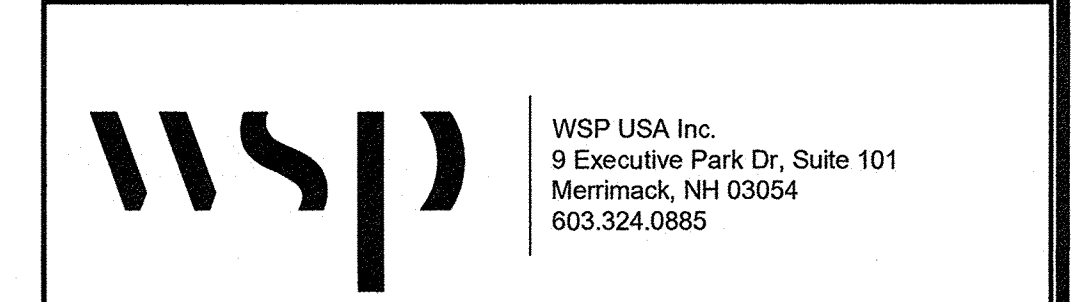 wsp
WSP USA Inc.
9 Executive Park Dr, Suite 101
Merrimack, NH 03054
603.324.0885